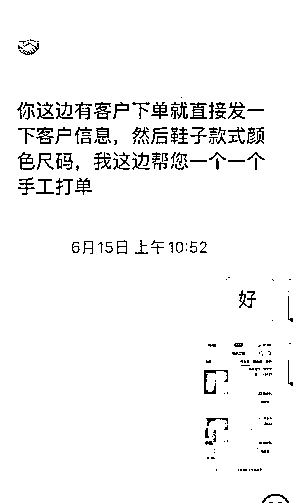 你这边有客户下单就直接发一
下客户信息，然后鞋子款式颜
色尺码，我这边帮您一个一个
手工打单
6月15日 上午10:52
好